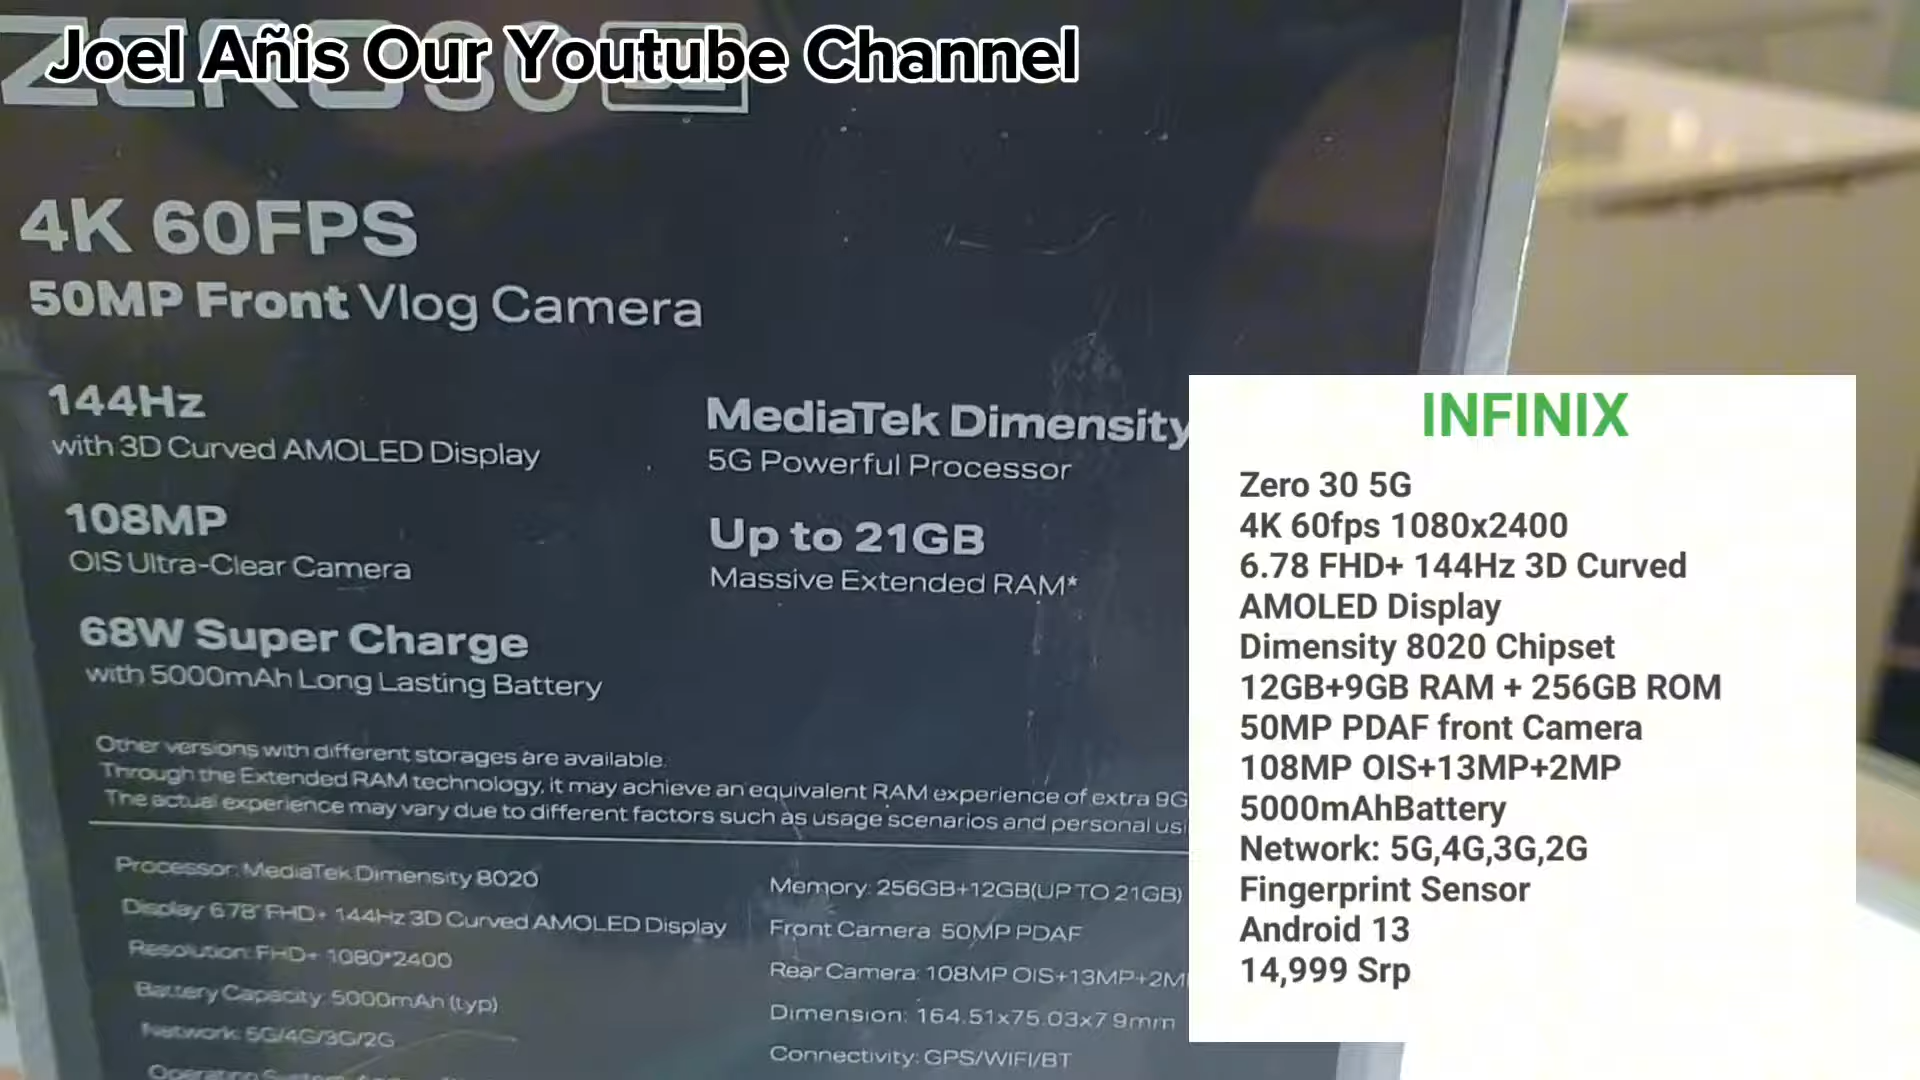 Joel Añis Our Youtube Channel
ZERO 30 5G
4K 60FPS
50MP Front Vlog Camera
144Hz
with 3D Curved AMOLED Display
108MP
OIS Ultra-Clear Camera
68W Super Charge
with 5000mAh Long Lasting Battery
MediaTek Dimensity
5G Powerful Processor
Up to 21GB
Massive Extended RAM*
Other versions with different storages are available.
Through the Extended RAM technology, it may achieve an equivalent RAM experience of extra 9G
The actual experience may vary due to different factors such as usage scenarios and personal
Processor: MediaTek Dimensity 8020
Display 6.78" FHD+ 144Hz 3D Curved AMOLED Display
Resolution: FHD+ 1080*2400
Battery Capacity: 5000mAh (typ)
Network: 5G/4G/3G/2G
Operating System:
Memory: 256GB+12GB(UP TO 21GB)
Front Camera: 50MP PDAF
Rear Camera: 108MP OIS+13MP+2M
Dimension: 164.51x75.03x7.9mm
Connectivity: GPS/WIFI/BT
INFINIX
Zero 30 5G
4K 60fps 1080x2400
6.78 FHD+ 144Hz 3D Curved
AMOLED Display
Dimensity 8020 Chipset
12GB+9GB RAM + 256GB ROM
50MP PDAF front Camera
108MP OIS+13MP+2MP
5000mAhBattery
Network: 5G,4G,3G,2G
Fingerprint Sensor
Android 13
14,999 Srp